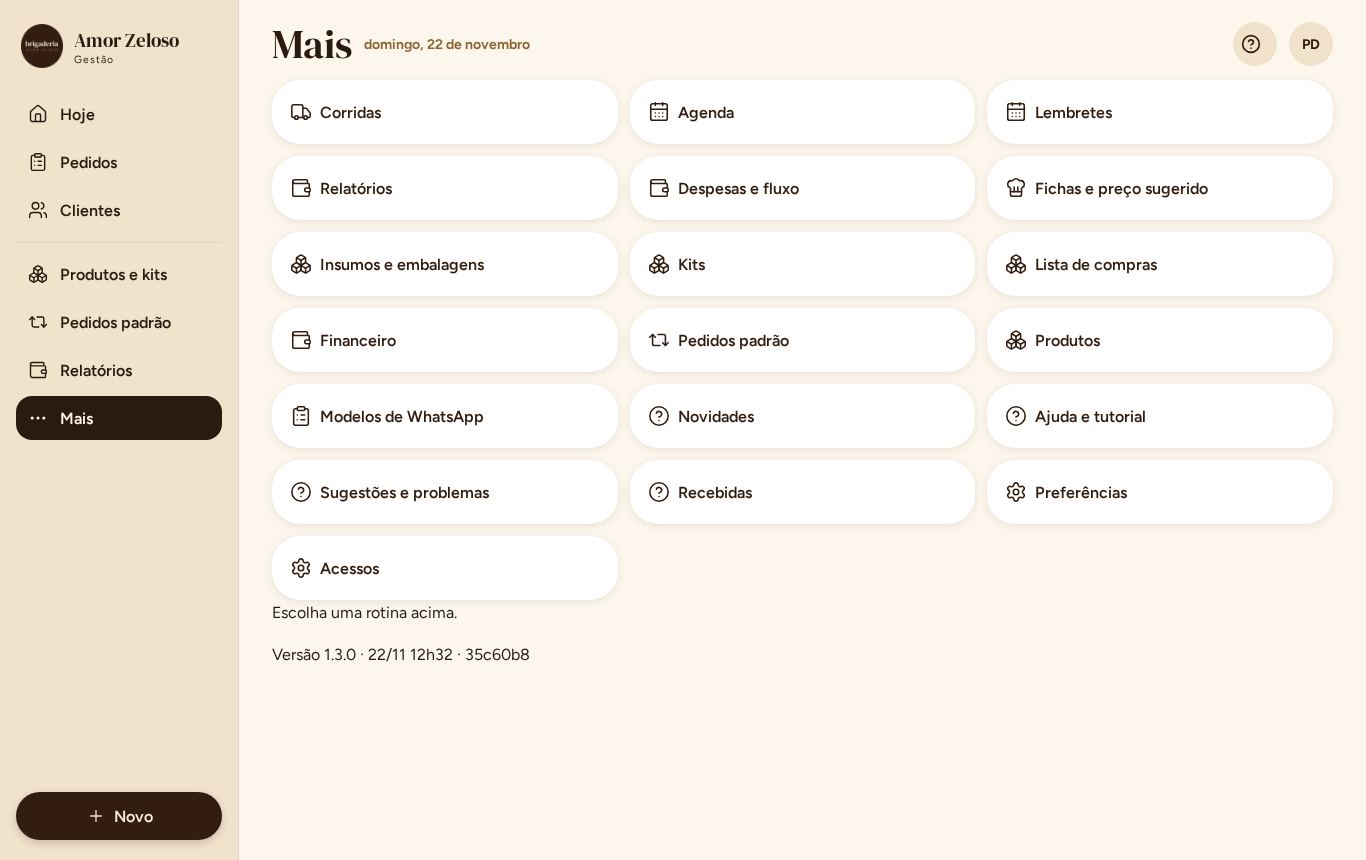 brigaderia
Amor Zeloso
Gestão
Hoje
Pedidos
Clientes
Produtos e kits
Pedidos padrão
Relatórios
Mais
Novo
Mais
domingo, 22 de novembro
PD
Corridas
Agenda
Lembretes
Relatórios
Despesas e fluxo
Fichas e preço sugerido
Insumos e embalagens
Kits
Lista de compras
Financeiro
Pedidos padrão
Produtos
Modelos de WhatsApp
Novidades
Ajuda e tutorial
Sugestões e problemas
Recebidas
Preferências
Acessos
Escolha uma rotina acima.
Versão 1.3.0 · 22/11 12h32 · 35c60b8